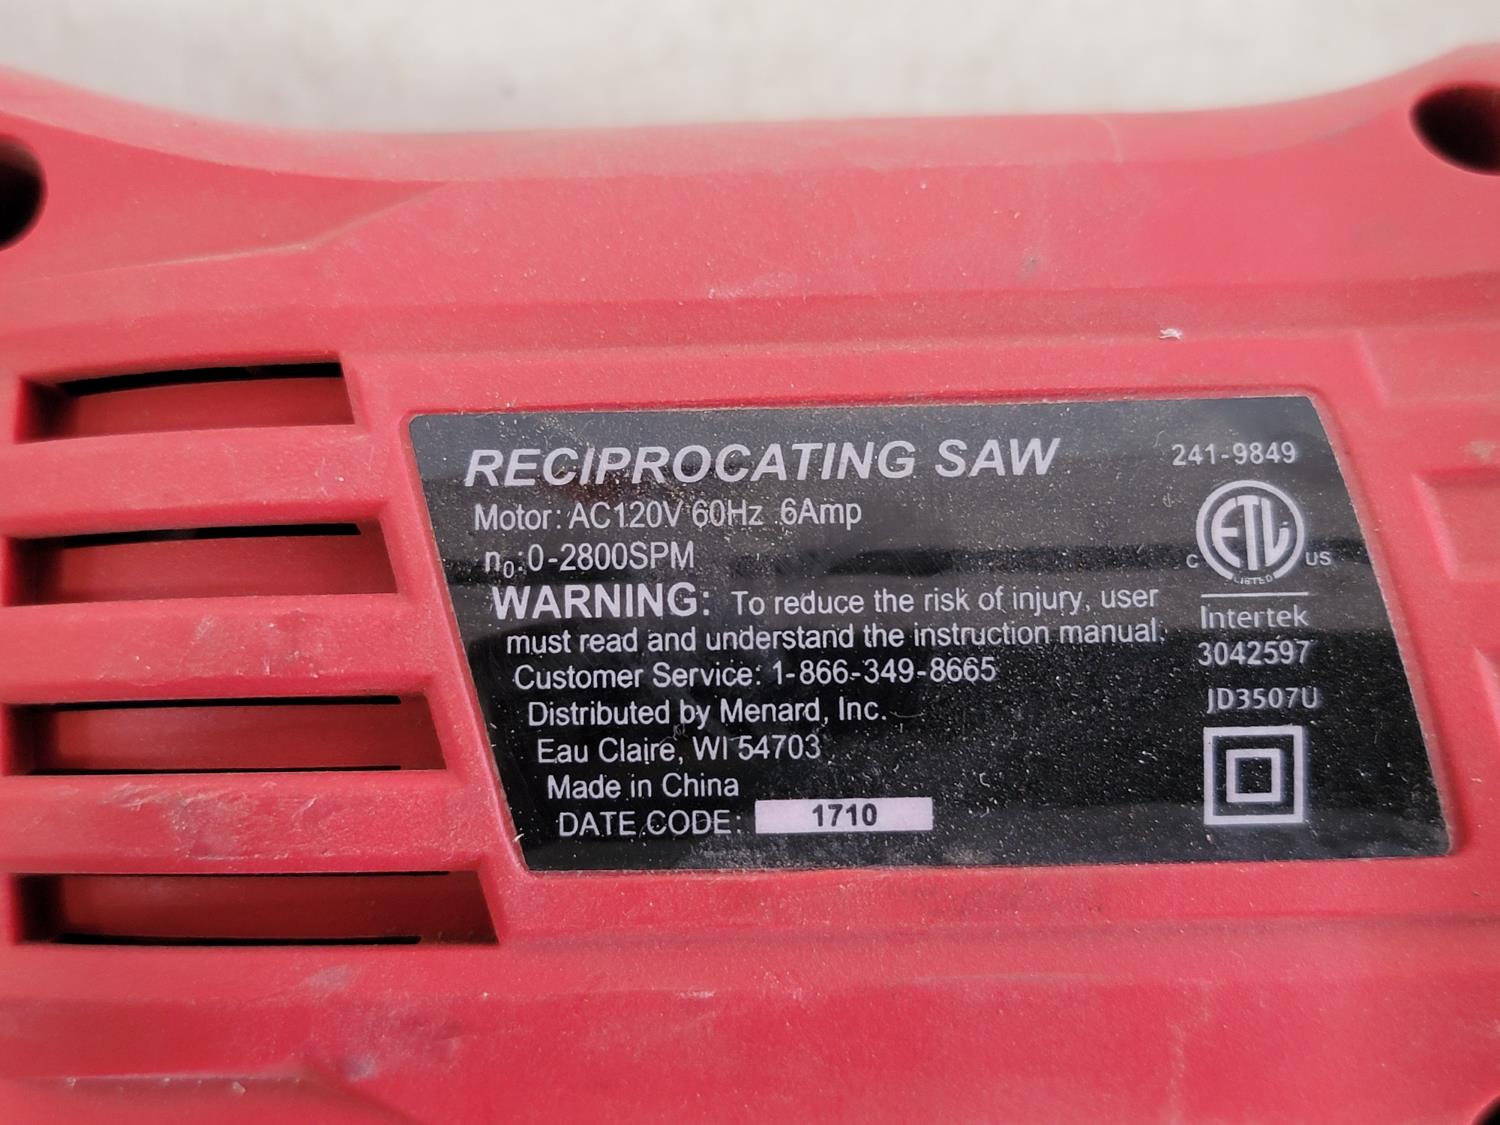 RECIPROCATING SAW
Motor: AC120V 60Hz 6Amp
n₀:0-2800SPM
WARNING: To reduce the risk of injury, user
must read and understand the instruction manual.
Customer Service: 1-866-349-8665
Distributed by Menard, Inc.
Eau Claire, WI 54703
Made in China
DATE CODE: 1710
241-9849
ETL
C US
LISTED
Intertek
3042597
JD3507U